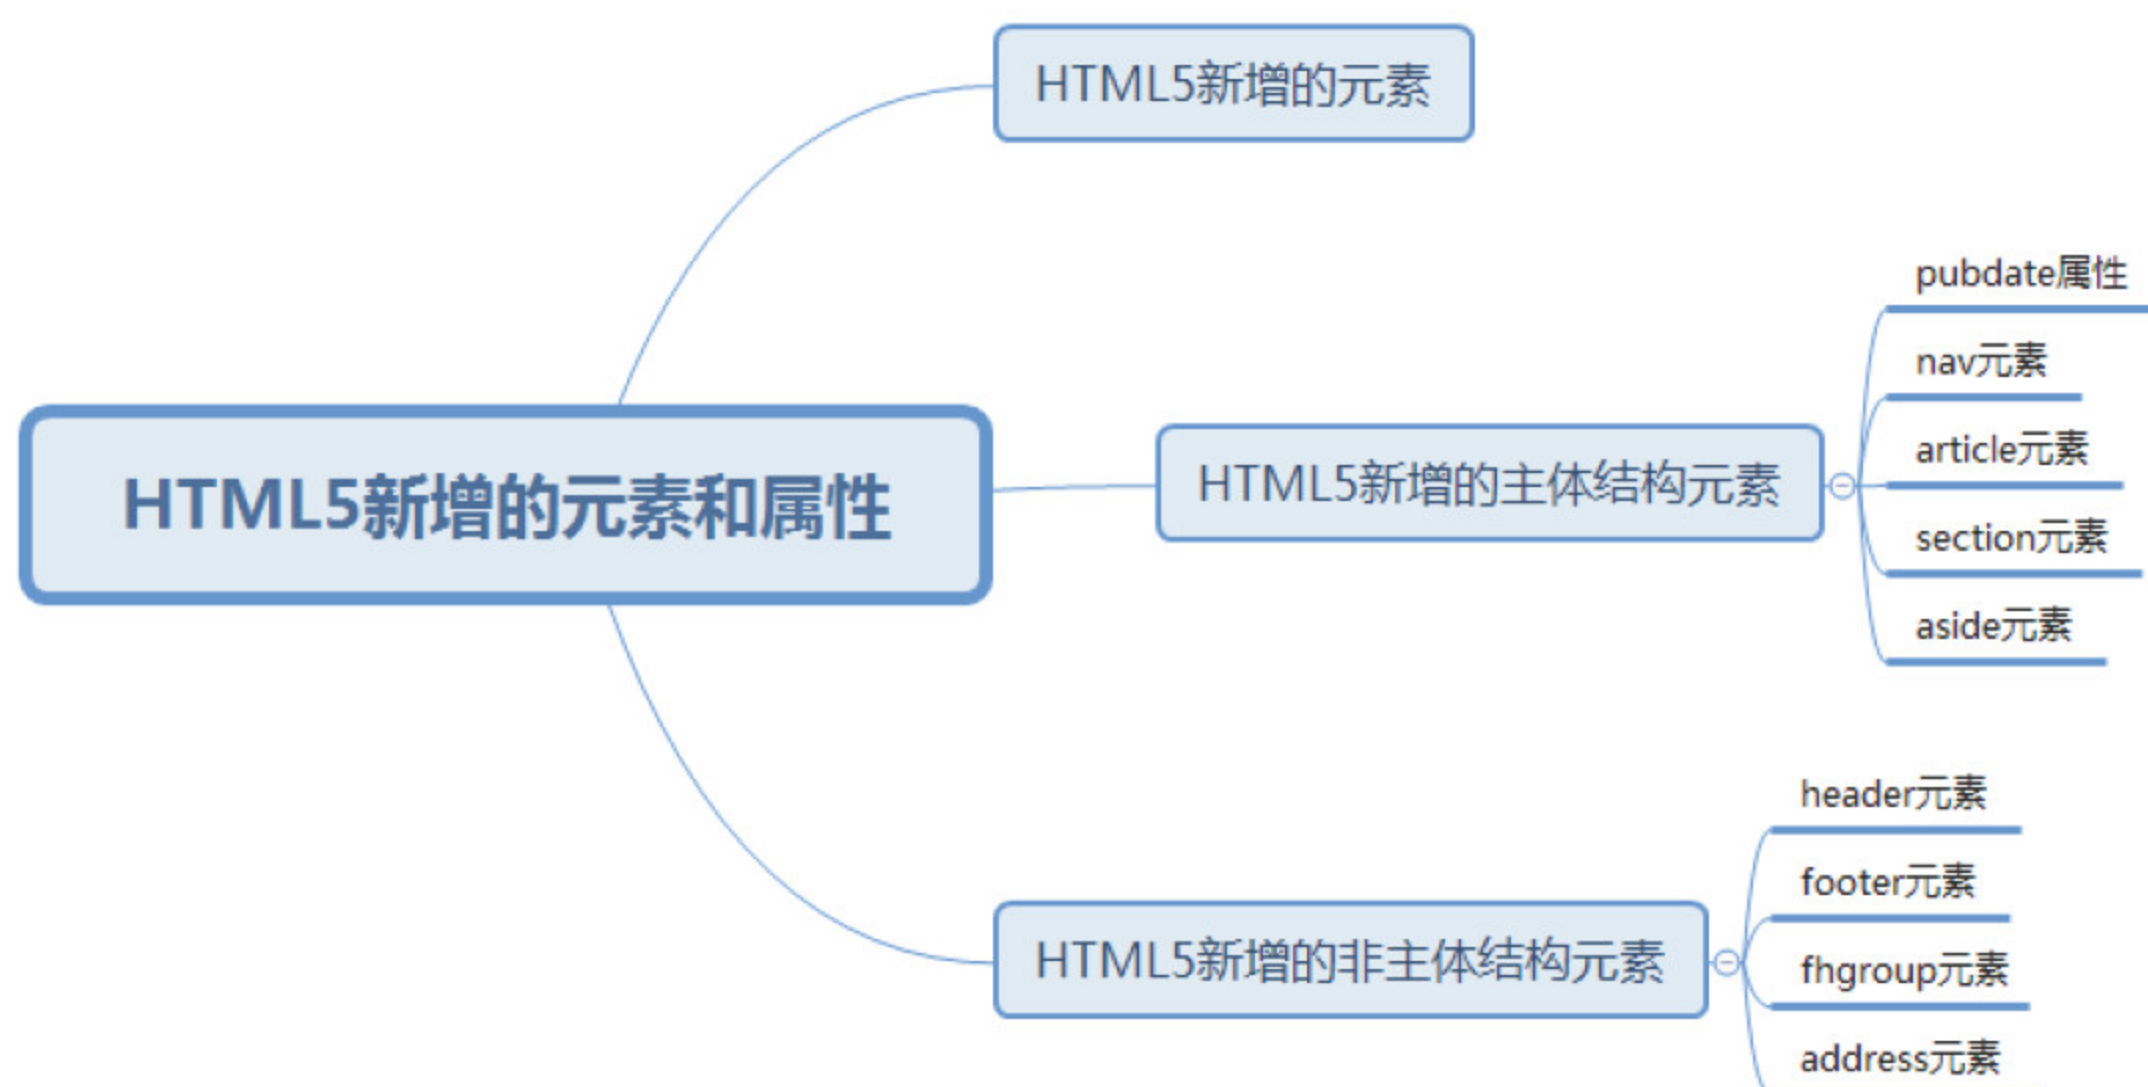 HTML5新增的元素
pubdate属性
nav元素
article元素
HTML5新增的主体结构元素
HTML5新增的元素和属性
section元素
aside元素
header元素
footer元素
HTML5新增的非主体结构元素
fhgroup元素
address元素